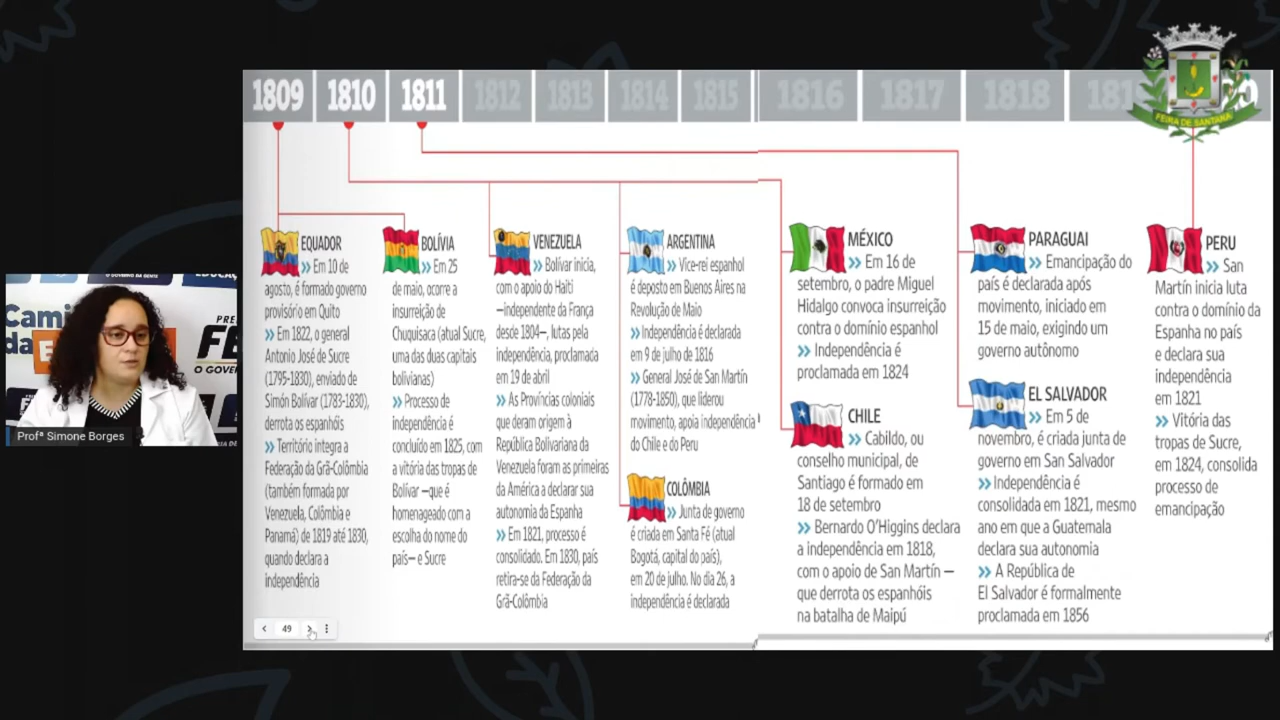 1809 1810 1811 1812 1813 1814 1815 1816 1817 1818
FEIRA DE SANTANA
EQUADOR
>> Em 10 de
agosto, é formado governo
provisório em Quito
>> Em 1822, o general
Antonio José de Sucre
(1795-1830), enviado de
Simón Bolívar (1783-1830),
derrota os espanhóis
>> Território integra a
Federação da Grã-Colômbia
(também formada por
Venezuela, Colômbia e
Panamá) de 1819 até 1830,
quando declara a
independência
BOLÍVIA
>> Em 25
de maio, ocorre a
insurreição de
Chuquisaca (atual Sucre,
uma das duas capitais
bolivianas)
>> Processo de
independência é
concluído em 1825, com
a vitória das tropas de
Bolívar —que é
homenageado com a
escolha do nome do
país— e Sucre
VENEZUELA
>> Bolívar inicia,
com o apoio do Haiti
—independente da França
desde 1804—, lutas pela
independência, proclamada
em 19 de abril
>> As Províncias coloniais
que deram origem à
República Bolivariana da
Venezuela foram as primeiras
da América a declarar sua
autonomia da Espanha
>> Em 1821, processo é
consolidado. Em 1830, país
retira-se da Federação da
Grã-Colômbia
ARGENTINA
>> Vice-rei espanhol
é deposto em Buenos Aires na
Revolução de Maio
>> Independência é declarada
em 9 de julho de 1816
>> General José de San Martín
(1778-1850), que liderou
movimento, apoia independência
do Chile e do Peru
COLÔMBIA
>> Junta de governo
é criada em Santa Fé (atual
Bogotá, capital do país),
em 20 de julho. No dia 26, a
independência é declarada
MÉXICO
>> Em 16 de
setembro, o padre Miguel
Hidalgo convoca insurreição
contra o domínio espanhol
>> Independência é
proclamada em 1824
CHILE
>> Cabildo, ou
conselho municipal, de
Santiago é formado em
18 de setembro
>> Bernardo O'Higgins declara
a independência em 1818,
com o apoio de San Martín —
que derrota os espanhóis
na batalha de Maipú
PARAGUAI
>> Emancipação do
país é declarada após
movimento, iniciado em
15 de maio, exigindo um
governo autônomo
EL SALVADOR
>> Em 5 de
novembro, é criada junta de
governo em San Salvador
>> Independência é
consolidada em 1821, mesmo
ano em que a Guatemala
declara sua autonomia
>> A República de
El Salvador é formalmente
proclamada em 1856
PERU
>> San
Martín inicia luta
contra o domínio da
Espanha no país
e declara sua
independência
em 1821
>> Vitória das
tropas de Sucre,
em 1824, consolida
processo de
emancipação
49
Profª Simone Borges